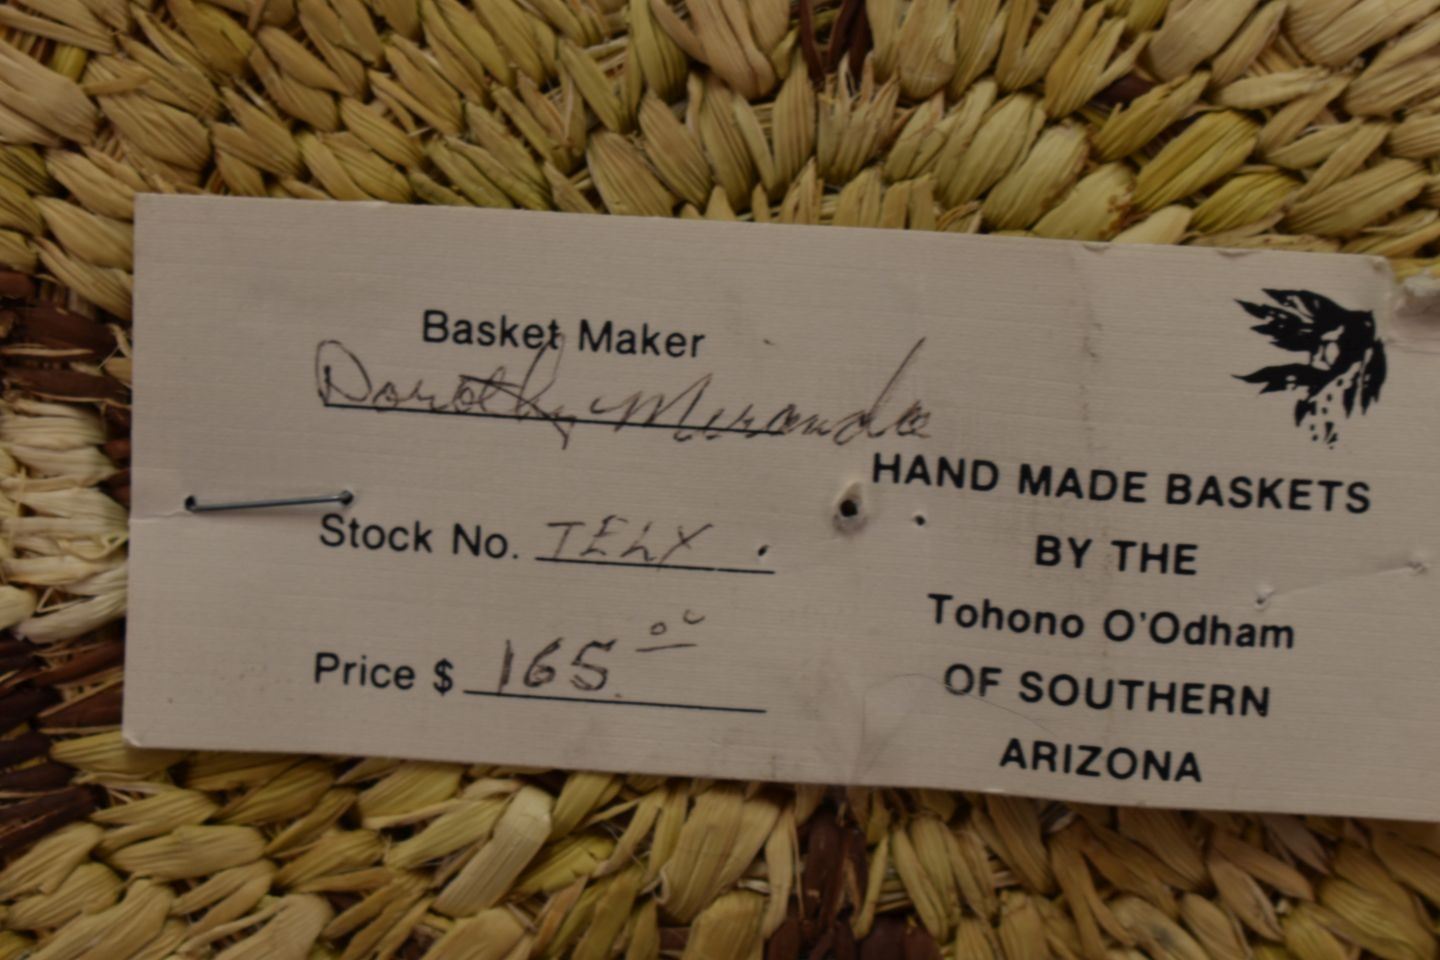 Basket Maker
Dorothy Miranda
Stock No. TELX
Price $ 165.00
HAND MADE BASKETS
BY THE
Tohono O'Odham
OF SOUTHERN
ARIZONA